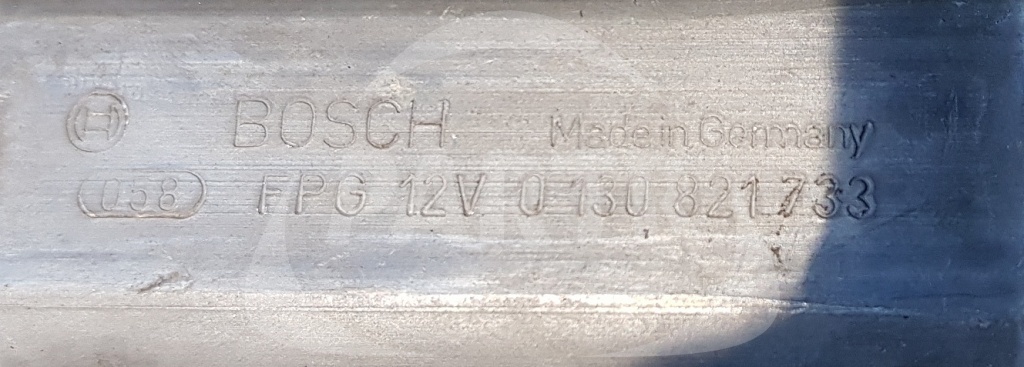 BOSCH Made in Germany
058 FPG 12V 0 130 821 733